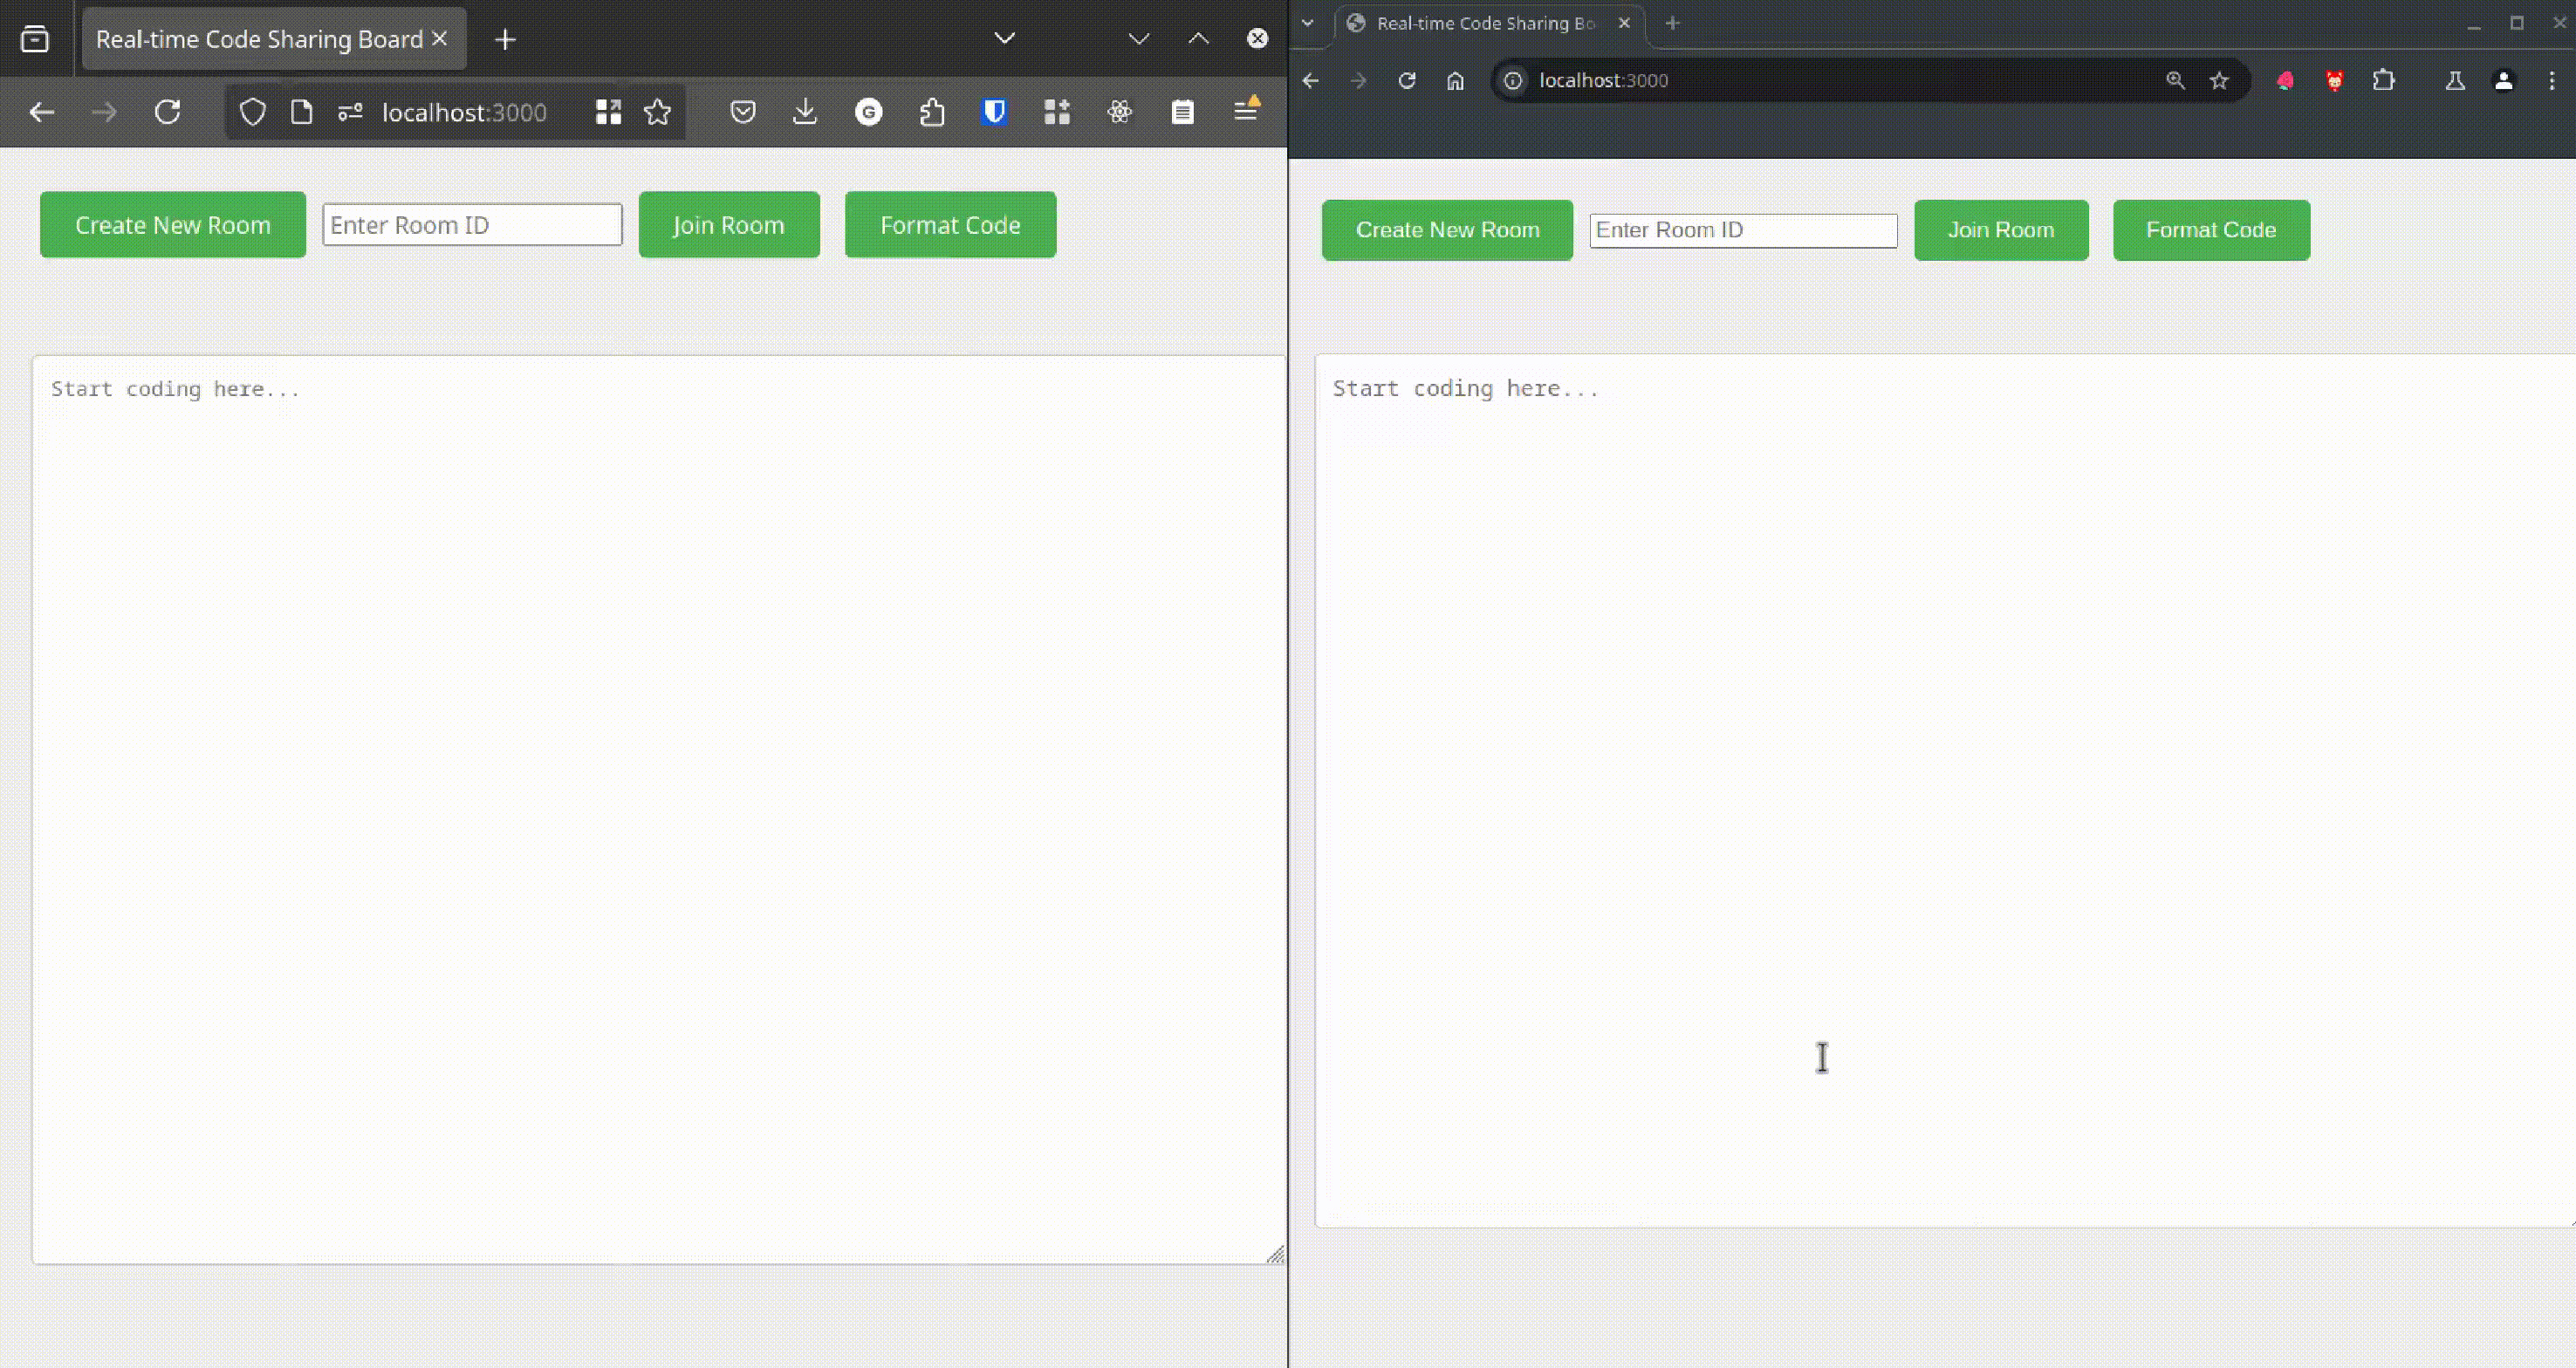 Real-time Code Sharing Board
localhost:3000
G
Create New Room
Enter Room ID
Join Room
Format Code
Start coding here...
Real-time Code Sharing Bo
localhost:3000
Create New Room
Enter Room ID
Join Room
Format Code
Start coding here...